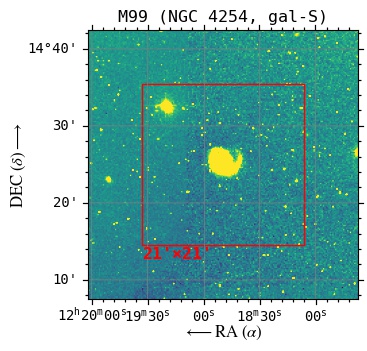 M99 (NGC 4254, gal-S)
14°40'
30'
20'
10'
DEC (δ) ⟶
21'×21'
12ʰ20ᵐ00ˢ 19ᵐ30ˢ 00ˢ 18ᵐ30ˢ 00ˢ
⟵ RA (α)